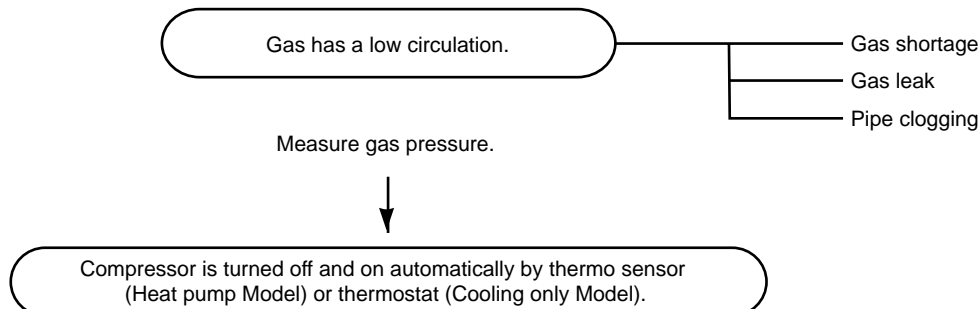 Gas has a low circulation.
Gas shortage
Gas leak
Pipe clogging
Measure gas pressure.
Compressor is turned off and on automatically by thermo sensor
(Heat pump Model) or thermostat (Cooling only Model).